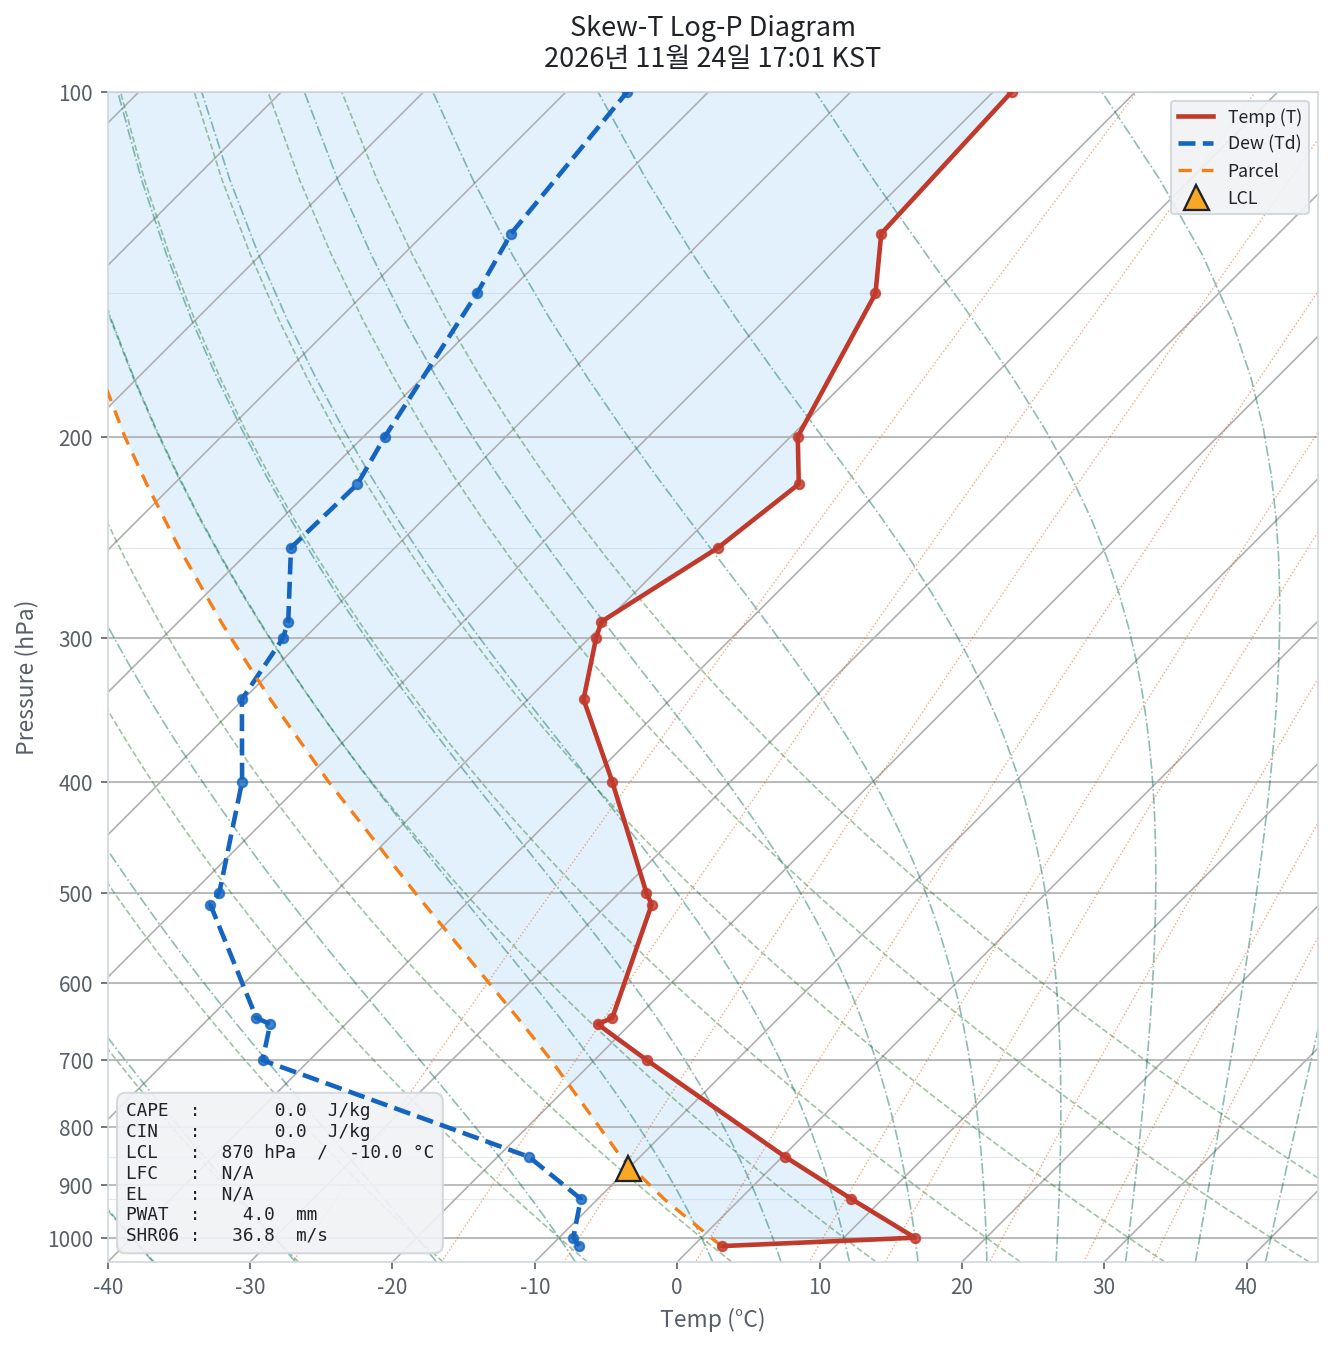 Skew-T Log-P Diagram
2026년 11월 24일 17:01 KST
Temp (T)
Dew (Td)
Parcel
LCL
Pressure (hPa)
100
200
300
400
500
600
700
800
900
1000
CAPE : 0.0 J/kg
CIN : 0.0 J/kg
LCL : 870 hPa / -10.0 °C
LFC : N/A
EL : N/A
PWAT : 4.0 mm
SHR06 : 36.8 m/s
-40 -30 -20 -10 0 10 20 30 40
Temp (°C)